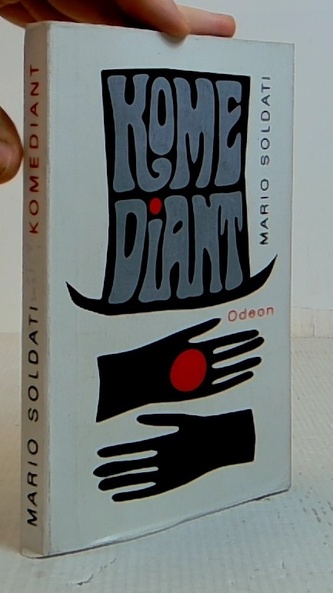 MARIO SOLDATI KOMEDIANT
KOME
DIANT
MARIO SOLDATI
Odeon